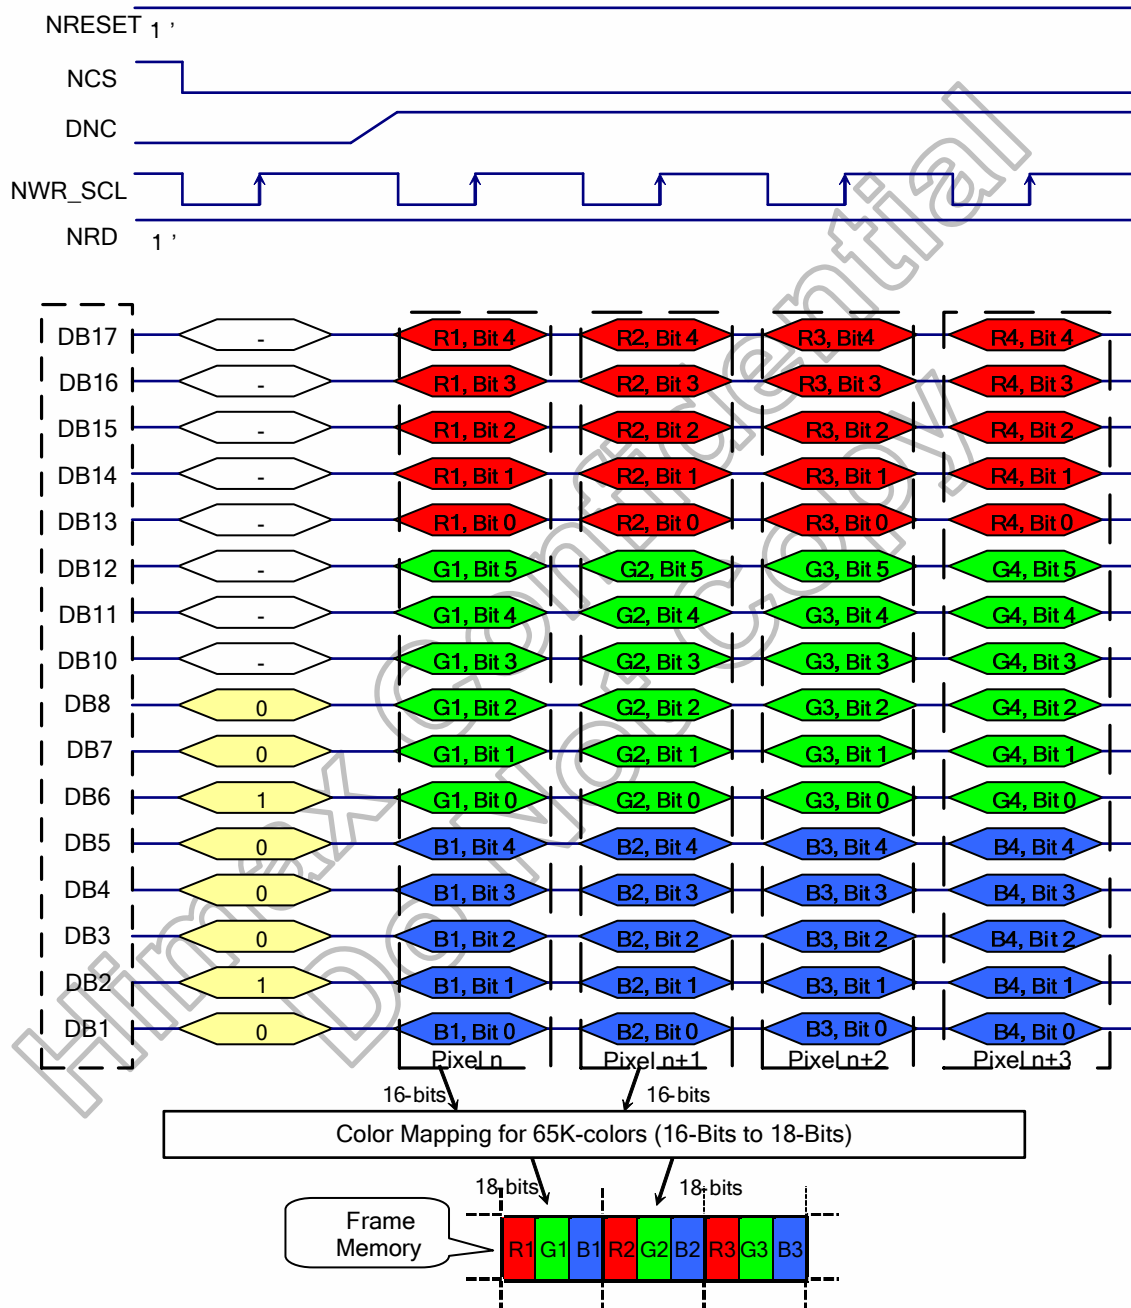 NRESET 1 '
NCS
DNC
NWR_SCL
NRD 1 '
DB17 - R1, Bit 4 R2, Bit 4 R3, Bit4 R4, Bit 4
DB16 - R1, Bit 3 R2, Bit 3 R3, Bit 3 R4, Bit 3
DB15 - R1, Bit 2 R2, Bit 2 R3, Bit 2 R4, Bit 2
DB14 - R1, Bit 1 R2, Bit 1 R3, Bit 1 R4, Bit 1
DB13 - R1, Bit 0 R2, Bit 0 R3, Bit 0 R4, Bit 0
DB12 - G1, Bit 5 G2, Bit 5 G3, Bit 5 G4, Bit 5
DB11 - G1, Bit 4 G2, Bit 4 G3, Bit 4 G4, Bit 4
DB10 - G1, Bit 3 G2, Bit 3 G3, Bit 3 G4, Bit 3
DB8 0 G1, Bit 2 G2, Bit 2 G3, Bit 2 G4, Bit 2
DB7 0 G1, Bit 1 G2, Bit 1 G3, Bit 1 G4, Bit 1
DB6 1 G1, Bit 0 G2, Bit 0 G3, Bit 0 G4, Bit 0
DB5 0 B1, Bit 4 B2, Bit 4 B3, Bit 4 B4, Bit 4
DB4 0 B1, Bit 3 B2, Bit 3 B3, Bit 3 B4, Bit 3
DB3 0 B1, Bit 2 B2, Bit 2 B3, Bit 2 B4, Bit 2
DB2 1 B1, Bit 1 B2, Bit 1 B3, Bit 1 B4, Bit 1
DB1 0 B1, Bit 0 B2, Bit 0 B3, Bit 0 B4, Bit 0
Pixel n Pixel n+1 Pixel n+2 Pixel n+3
16-bits 16-bits
Color Mapping for 65K-colors (16-Bits to 18-Bits)
18-bits 18-bits
Frame
Memory
R1 G1 B1 R2 G2 B2 R3 G3 B3
Himax Confidential
Do Not Copy